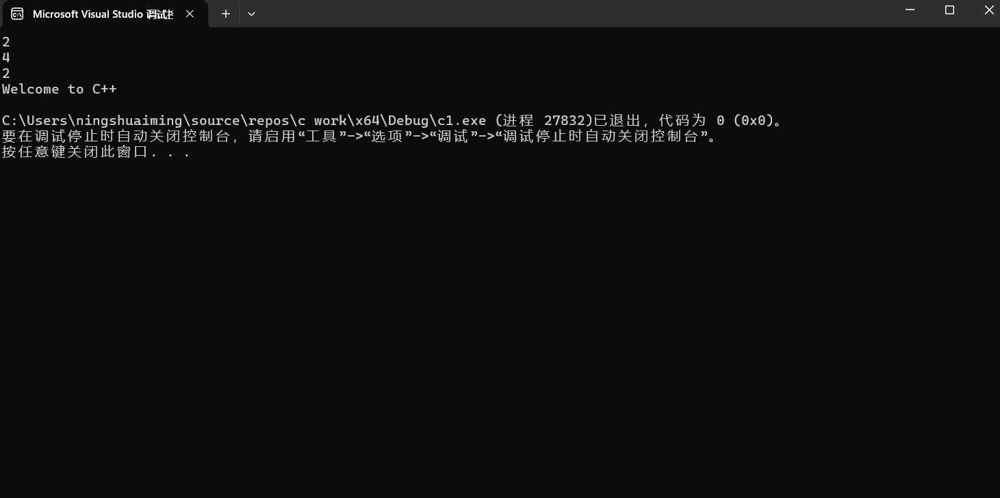 Microsoft Visual Studio 调试控
2
4
2
Welcome to C++
C:\Users\ningshuaiming\source\repos\c work\x64\Debug\c1.exe (进程 27832)已退出，代码为 0 (0x0)。
要在调试停止时自动关闭控制台，请启用“工具”->“选项”->“调试”->“调试停止时自动关闭控制台”。
按任意键关闭此窗口. . .